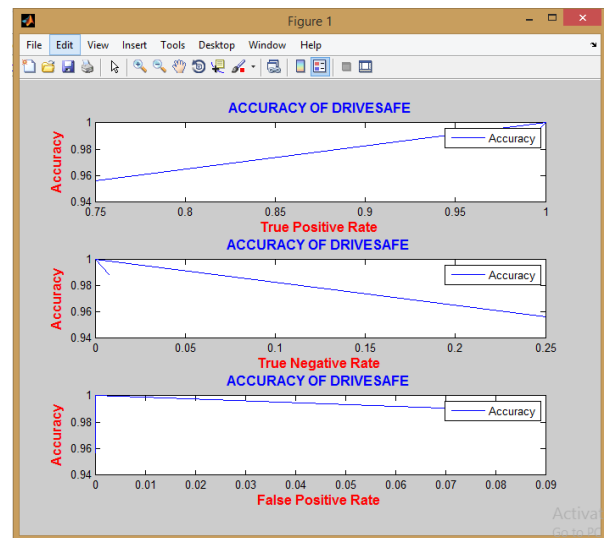 Figure 1
File Edit View Insert Tools Desktop Window Help
ACCURACY OF DRIVESAFE
Accuracy
1
0.98
0.96
0.94
Accuracy
0.75 0.8 0.85 0.9 0.95 1
True Positive Rate
ACCURACY OF DRIVESAFE
Accuracy
1
0.98
0.96
0.94
Accuracy
0 0.05 0.1 0.15 0.2 0.25
True Negative Rate
ACCURACY OF DRIVESAFE
Accuracy
1
0.98
0.96
0.94
Accuracy
0 0.01 0.02 0.03 0.04 0.05 0.06 0.07 0.08 0.09
False Positive Rate
Activa
Go to PC